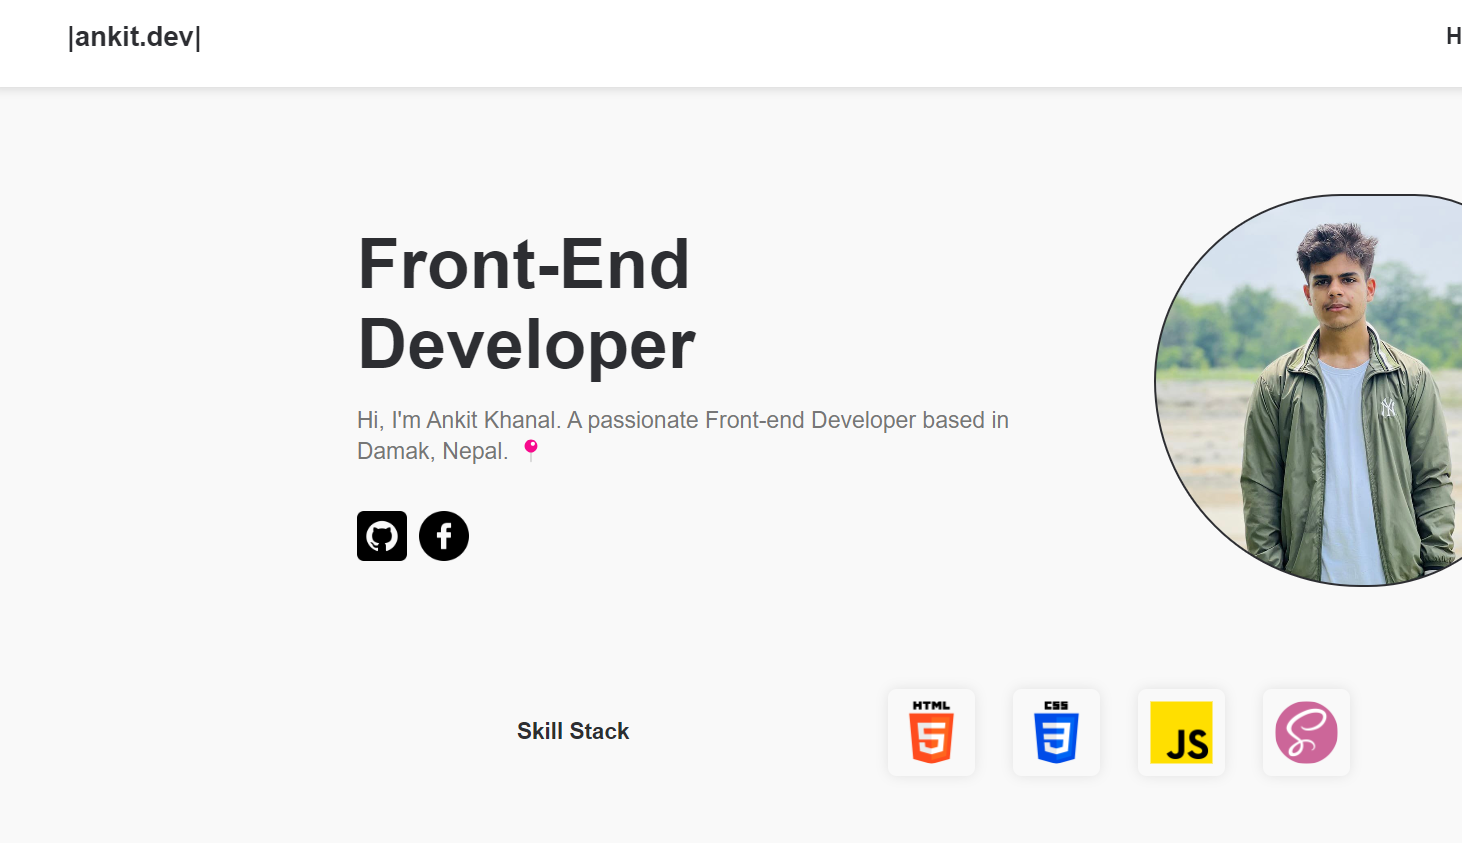 |ankit.dev|
H
Front-End
Developer
Hi, I'm Ankit Khanal. A passionate Front-end Developer based in
Damak, Nepal.
Skill Stack
HTML
5
CSS
3
JS
NY